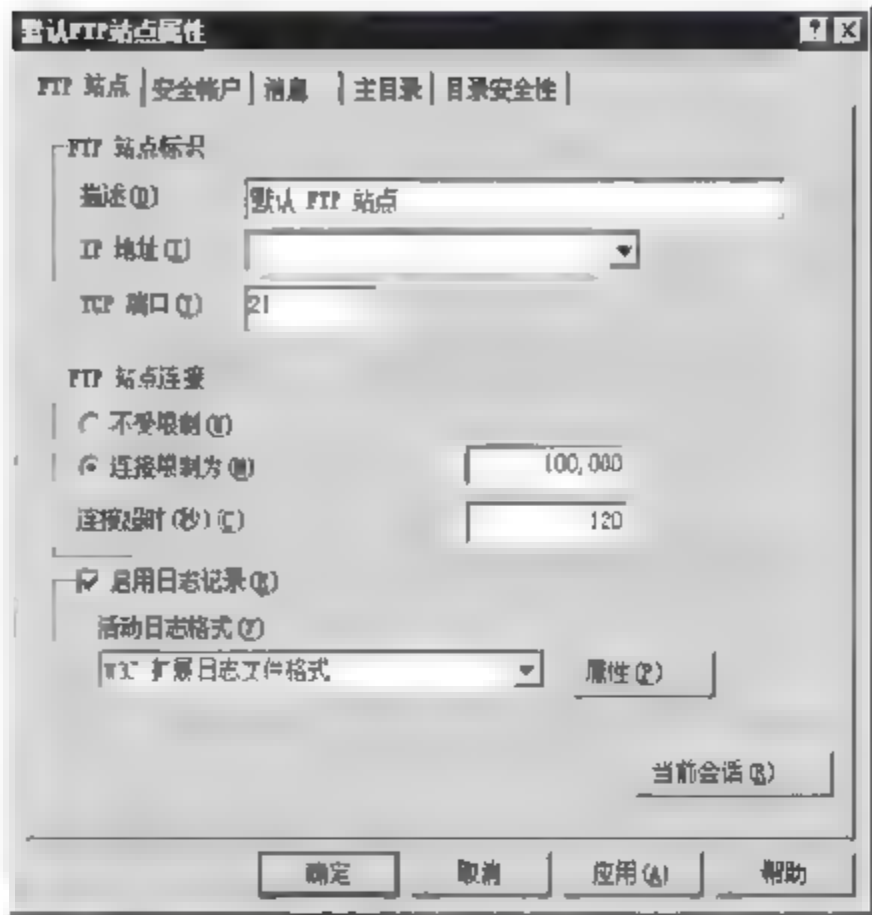 默认FTP站点属性
FTP 站点 安全帐户 消息 主目录 目录安全性
FTP 站点标识
描述(D) 默认 FTP 站点
IP 地址(I)
TCP 端口(T) 21
FTP 站点连接
不受限制(N)
连接限制为(M) 100,000
连接超时(秒)(C) 120
启用日志记录(E)
活动日志格式(F)
W3C 扩展日志文件格式 属性(P)
当前会话(R)
确定 取消 应用(A) 帮助